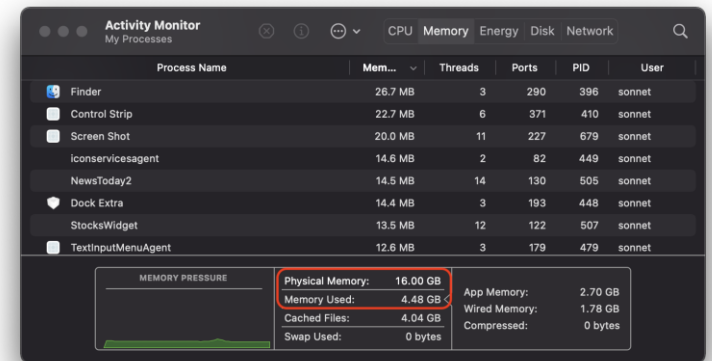 Activity Monitor
My Processes
CPU Memory Energy Disk Network
Process Name Mem... Threads Ports PID User
Finder 26.7 MB 3 290 396 sonnet
Control Strip 22.7 MB 6 371 410 sonnet
Screen Shot 20.0 MB 11 227 679 sonnet
iconservicesagent 14.6 MB 2 82 449 sonnet
NewsToday2 14.5 MB 14 130 505 sonnet
Dock Extra 14.4 MB 3 193 448 sonnet
StocksWidget 13.5 MB 12 122 507 sonnet
TextInputMenuAgent 12.6 MB 3 179 479 sonnet
MEMORY PRESSURE
Physical Memory: 16.00 GB
Memory Used: 4.48 GB
Cached Files: 4.04 GB
Swap Used: 0 bytes
App Memory: 2.70 GB
Wired Memory: 1.78 GB
Compressed: 0 bytes